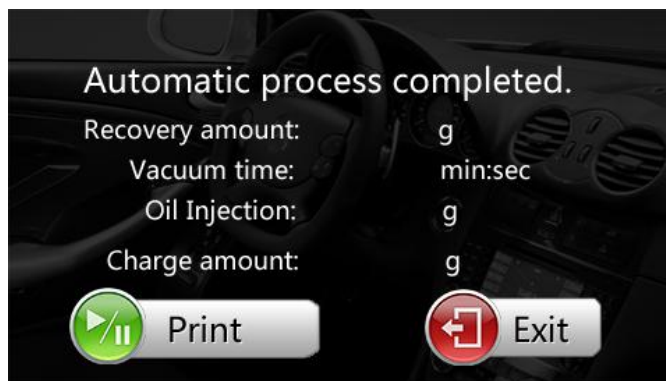 Automatic process completed.
Recovery amount: g
Vacuum time: min:sec
Oil Injection: g
Charge amount: g
Print Exit